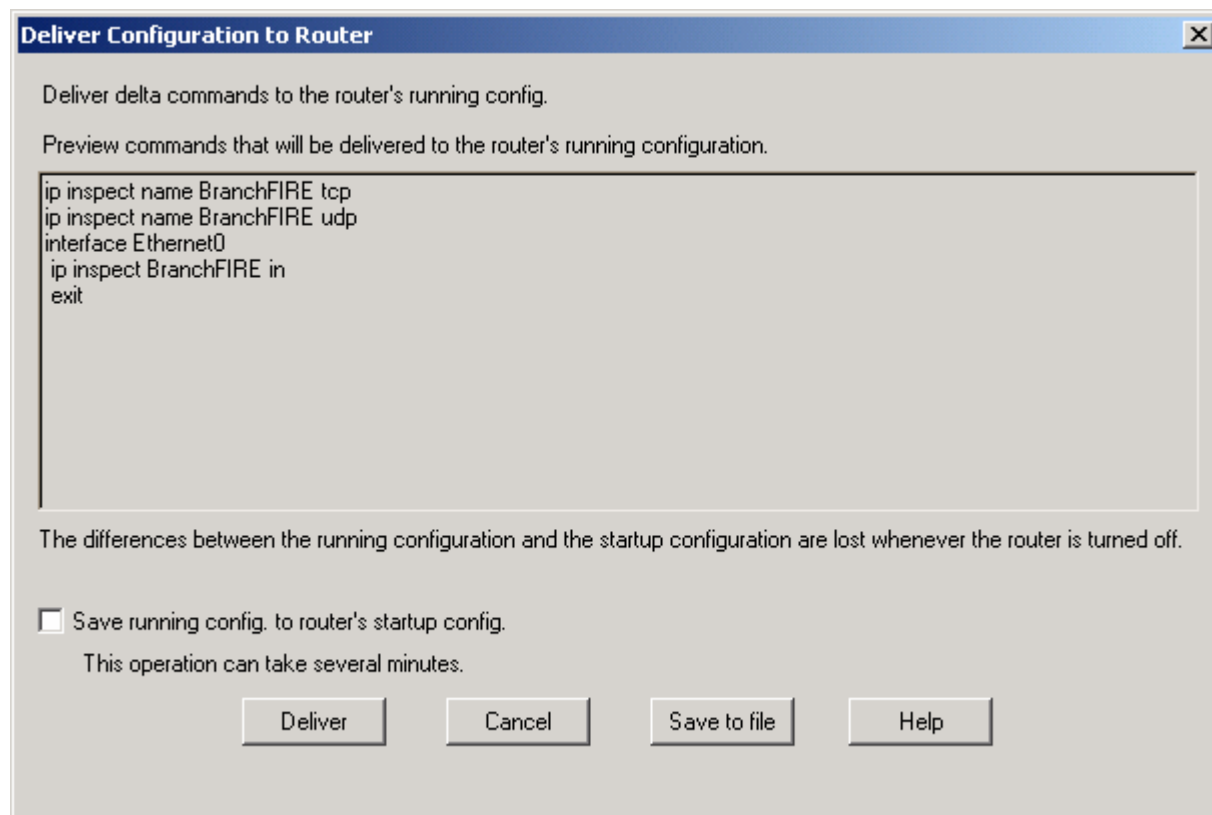 Deliver Configuration to Router
Deliver delta commands to the router's running config.
Preview commands that will be delivered to the router's running configuration.
ip inspect name BranchFIRE tcp
ip inspect name BranchFIRE udp
interface Ethernet0
ip inspect BranchFIRE in
exit
The differences between the running configuration and the startup configuration are lost whenever the router is turned off.
Save running config. to router's startup config.
This operation can take several minutes.
Deliver Cancel Save to file Help